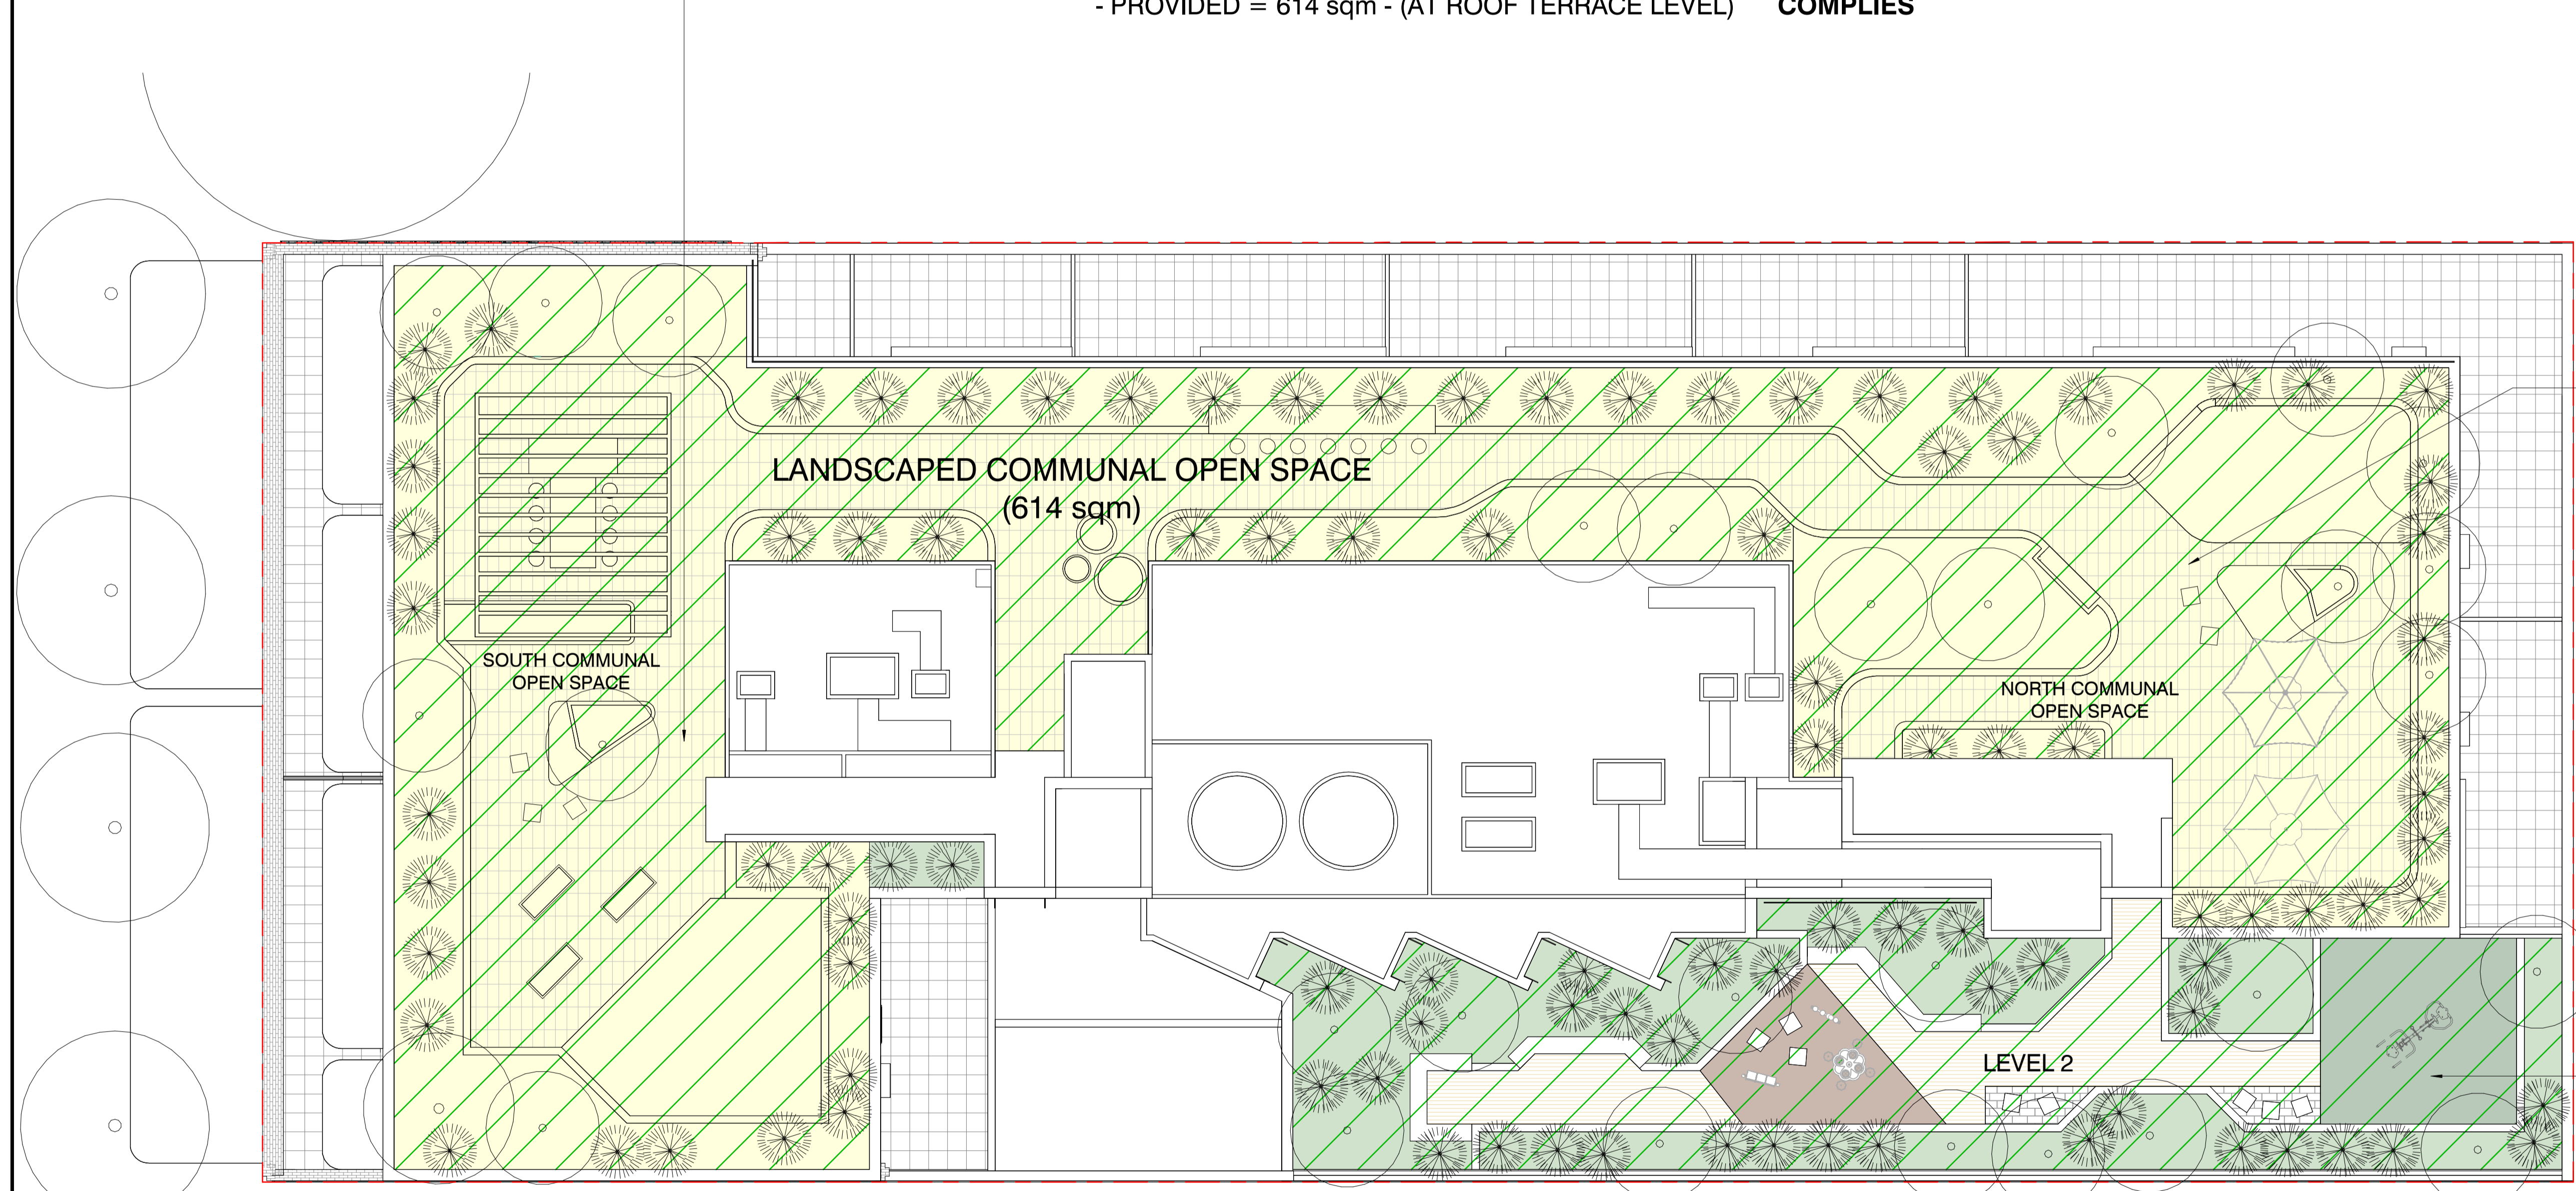 - PROVIDED = 614 sqm - (AT ROOF TERRACE LEVEL) COMPLIES
LANDSCAPED COMMUNAL OPEN SPACE
(614 sqm)
SOUTH COMMUNAL
OPEN SPACE
NORTH COMMUNAL
OPEN SPACE
LEVEL 2